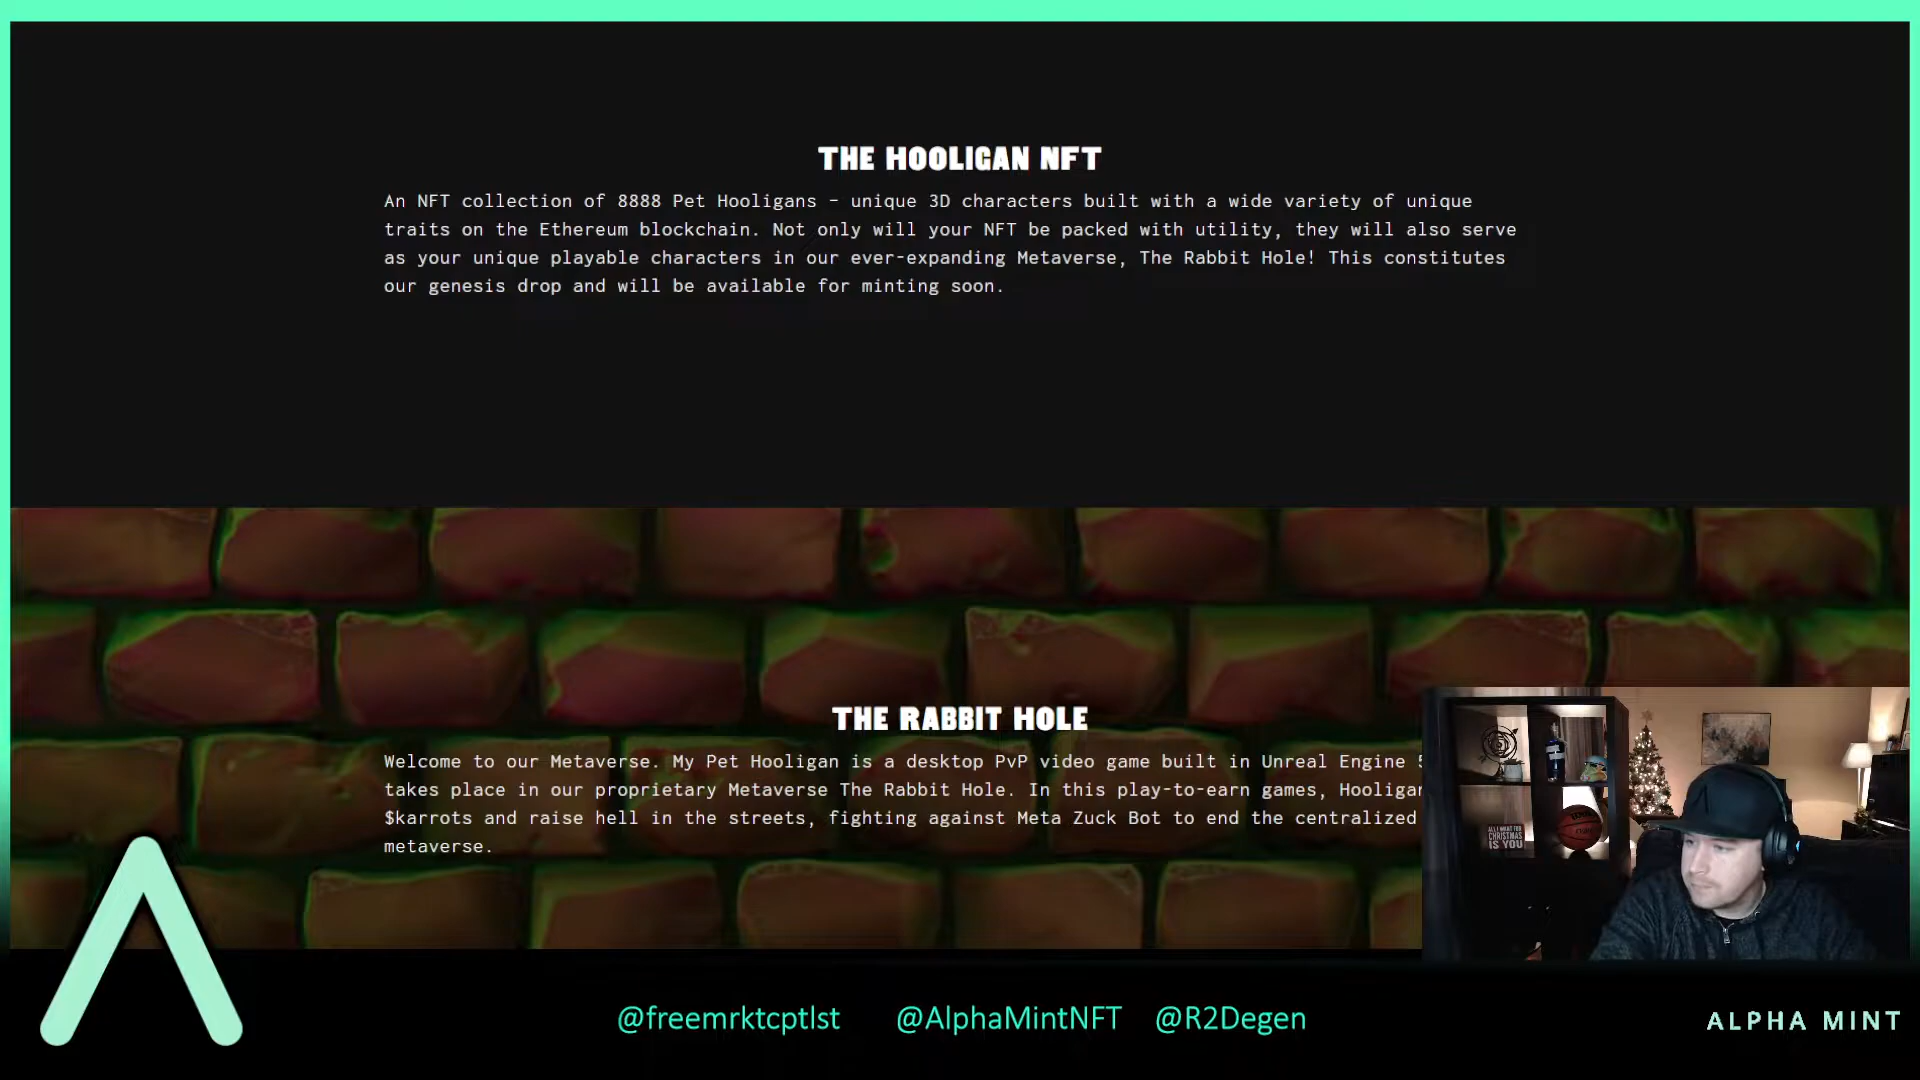 THE HOOLIGAN NFT
An NFT collection of 8888 Pet Hooligans – unique 3D characters built with a wide variety of unique
traits on the Ethereum blockchain. Not only will your NFT be packed with utility, they will also serve
as your unique playable characters in our ever-expanding Metaverse, The Rabbit Hole! This constitutes
our genesis drop and will be available for minting soon.
THE RABBIT HOLE
Welcome to our Metaverse. My Pet Hooligan is a desktop PvP video game built in Unreal Engine
takes place in our proprietary Metaverse The Rabbit Hole. In this play-to-earn games,
$karrots and raise hell in the streets, fighting against Meta Zuck Bot to end the centralized
metaverse.
ALL I WANT FOR
CHRISTMAS
IS YOU
@freemrktcptlst @AlphaMintNFT @R2Degen
ALPHA MINT